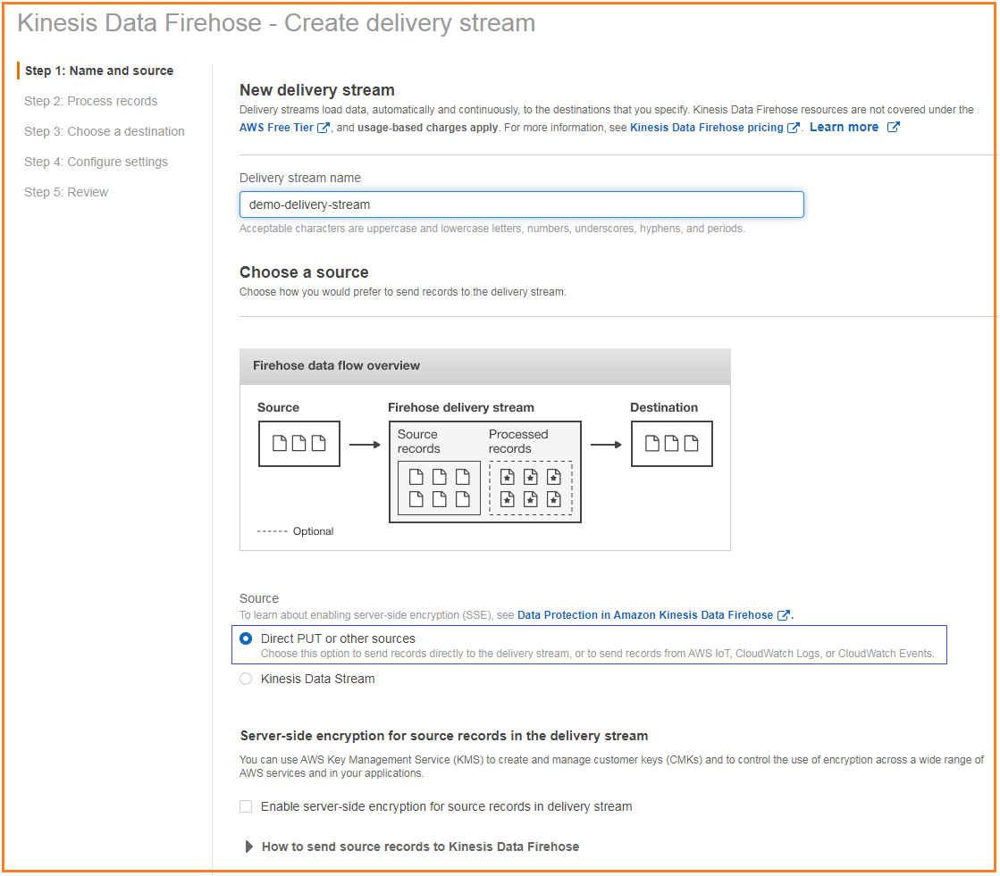 Kinesis Data Firehose - Create delivery stream
Step 1: Name and source
Step 2: Process records
Step 3: Choose a destination
Step 4: Configure settings
Step 5: Review
New delivery stream
Delivery streams load data, automatically and continuously, to the destinations that you specify. Kinesis Data Firehose resources are not covered under the
AWS Free Tier, and usage-based charges apply. For more information, see Kinesis Data Firehose pricing. Learn more
Delivery stream name
demo-delivery-stream
Acceptable characters are uppercase and lowercase letters, numbers, underscores, hyphens, and periods.
Choose a source
Choose how you would prefer to send records to the delivery stream.
Firehose data flow overview
Source
Firehose delivery stream
Destination
Source
records
Processed
records
Optional
Source
To learn about enabling server-side encryption (SSE), see Data Protection in Amazon Kinesis Data Firehose.
Direct PUT or other sources
Choose this option to send records directly to the delivery stream, or to send records from AWS IoT, CloudWatch Logs, or CloudWatch Events.
Kinesis Data Stream
Server-side encryption for source records in the delivery stream
You can use AWS Key Management Service (KMS) to create and manage customer keys (CMKs) and to control the use of encryption across a wide range of
AWS services and in your applications.
Enable server-side encryption for source records in delivery stream
How to send source records to Kinesis Data Firehose